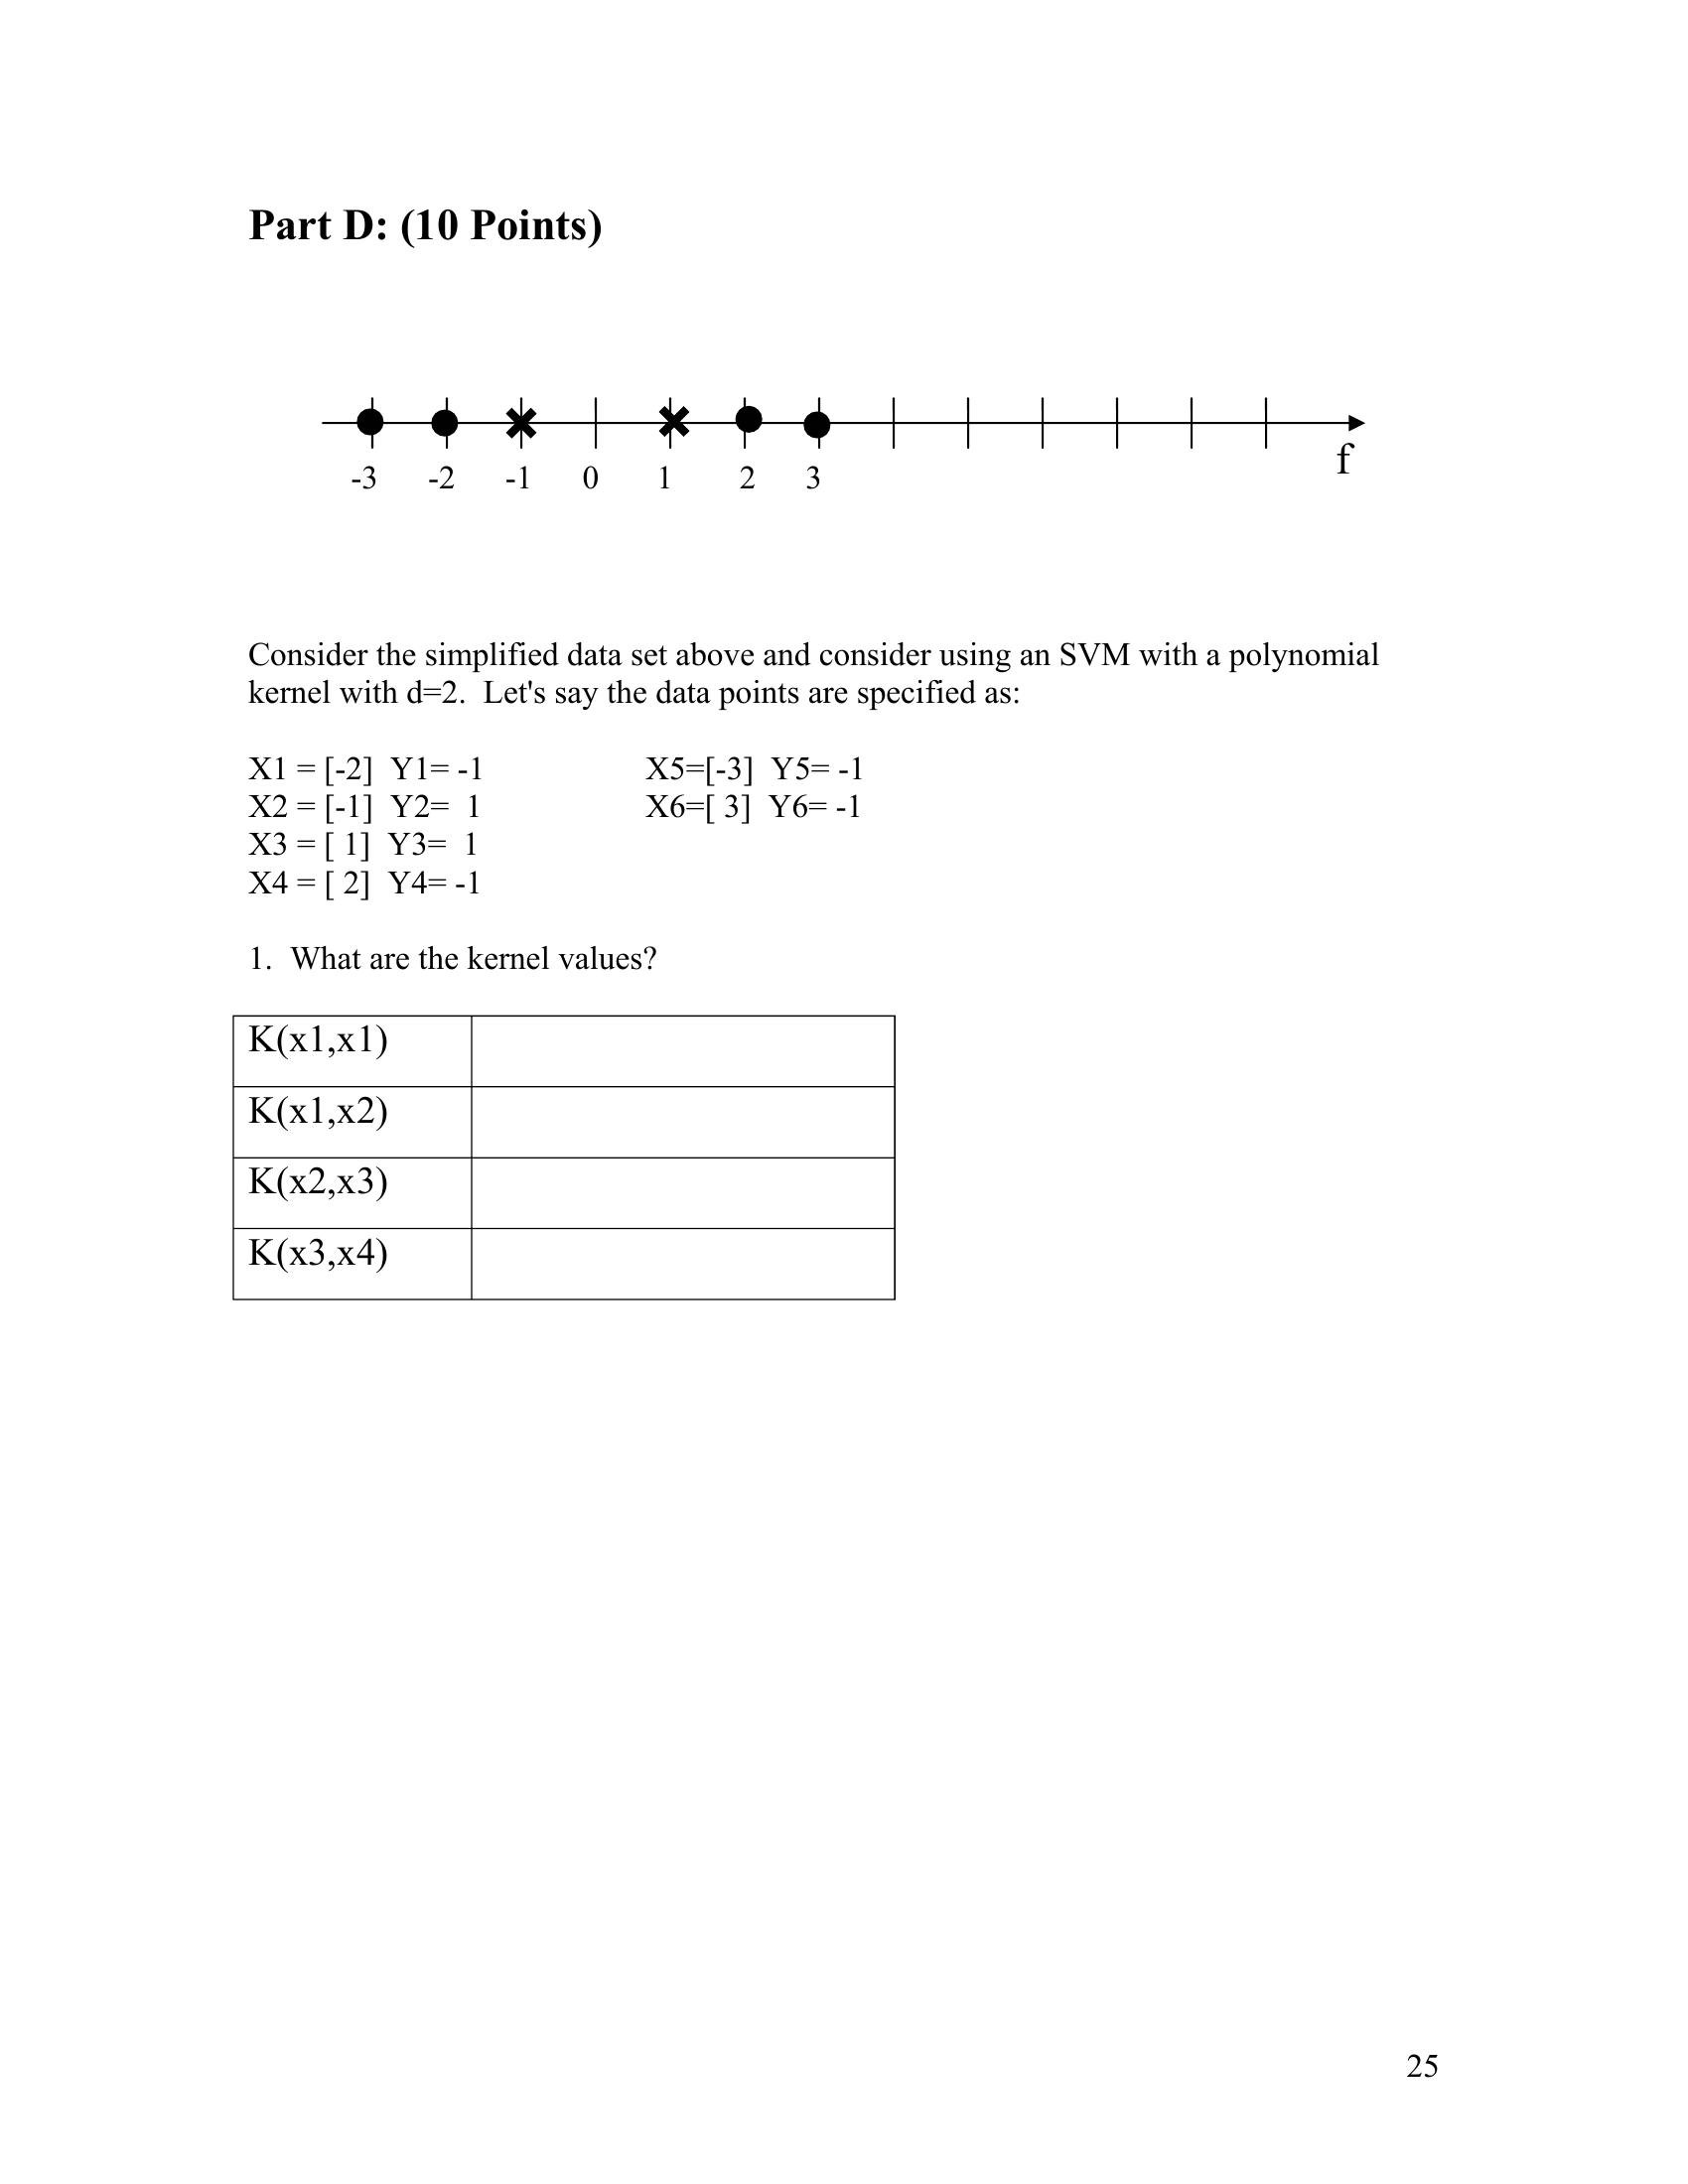 Part D: (10 Points)
-3 -2 -1 0 1 2 3 f
Consider the simplified data set above and consider using an SVM with a polynomial
kernel with d=2.  Let's say the data points are specified as:
X1 = [-2]  Y1= -1 X5=[-3]  Y5= -1
X2 = [-1]  Y2=  1 X6=[ 3]  Y6= -1
X3 = [ 1]  Y3=  1
X4 = [ 2]  Y4= -1
1.  What are the kernel values?
K(x1,x1)
K(x1,x2)
K(x2,x3)
K(x3,x4)
25